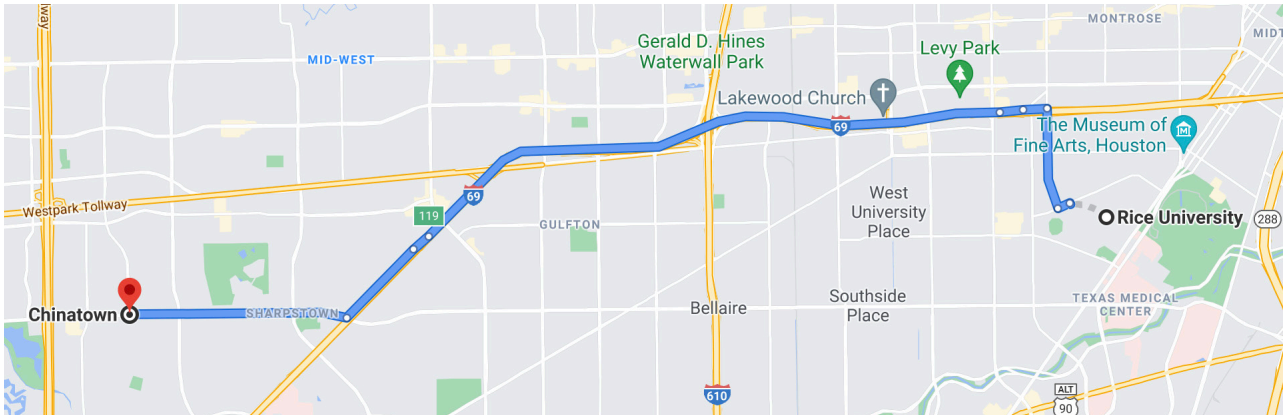 lway
MONTROSE
MIDT
MID-WEST
Gerald D. Hines
Waterwall Park
Levy Park
Lakewood Church
69
The Museum of
Fine Arts, Houston
Westpark Tollway
69
119
GULFTON
West
University
Place
Rice University
288
Chinatown
SHARPSTOWN
Bellaire
Southside
Place
TEXAS MEDICAL
CENTER
610
ALT
90